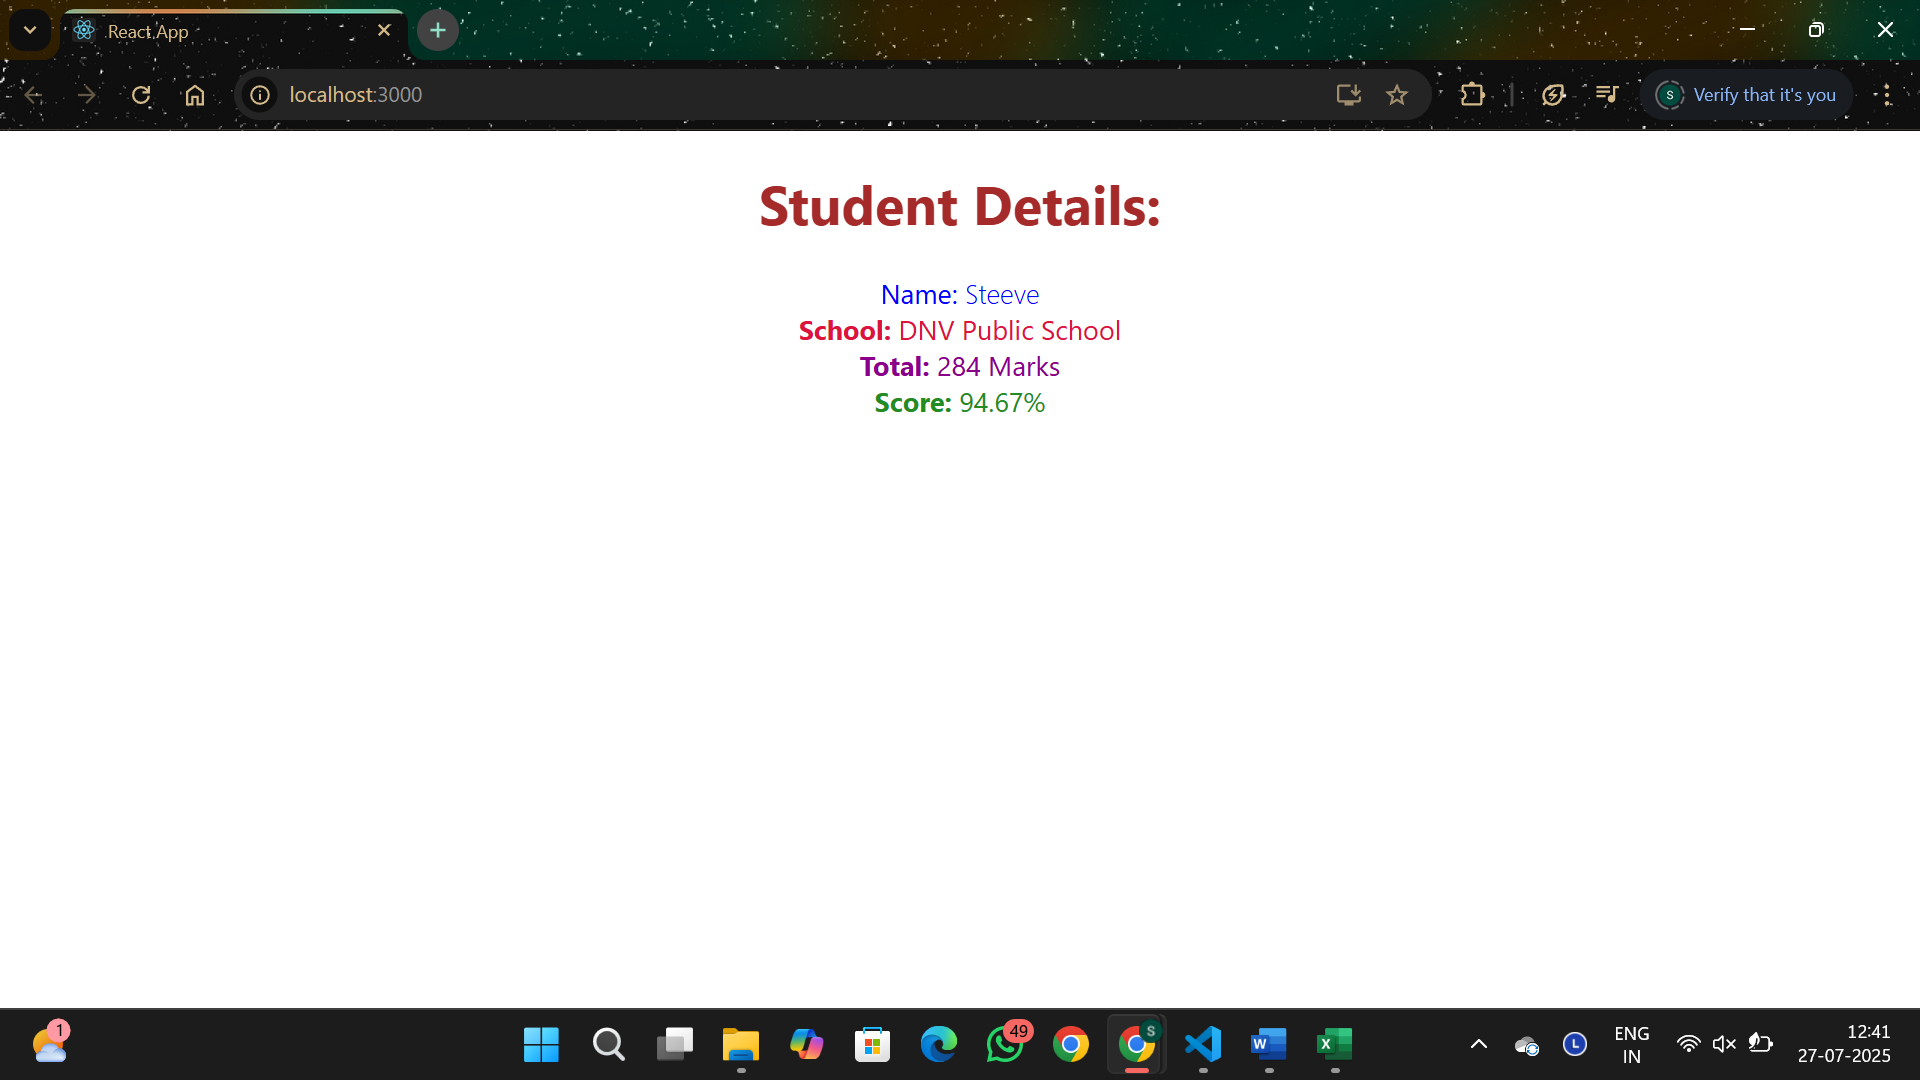 React App
localhost:3000
Verify that it's you
Student Details:
Name: Steeve
School: DNV Public School
Total: 284 Marks
Score: 94.67%
1
49
S
L
ENG
IN
12:41
27-07-2025